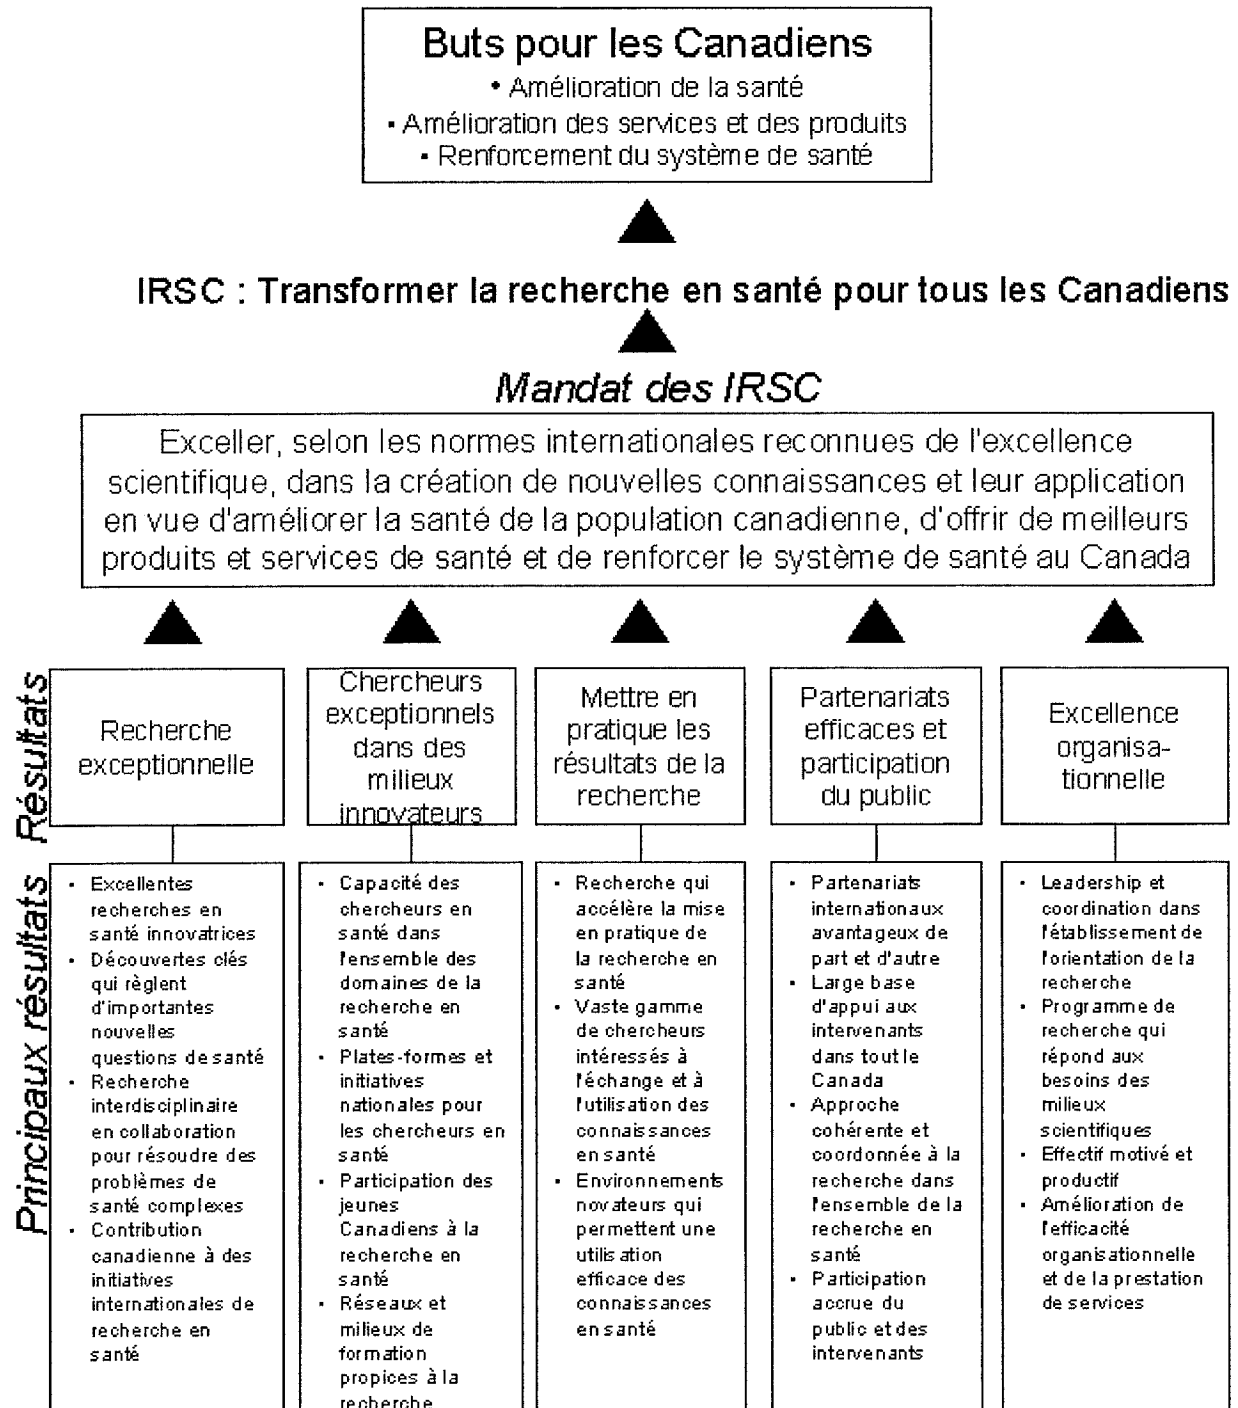 Buts pour les Canadiens
• Amélioration de la santé
▪ Amélioration des services et des produits
▪ Renforcement du système de santé
IRSC : Transformer la recherche en santé pour tous les Canadiens
Mandat des IRSC
Exceller, selon les normes internationales reconnues de l'excellence
scientifique, dans la création de nouvelles connaissances et leur application
en vue d'améliorer la santé de la population canadienne, d'offrir de meilleurs
produits et services de santé et de renforcer le système de santé au Canada
Résultats
Recherche
exceptionnelle
Chercheurs
exceptionnels
dans des
milieux
innovateurs
Mettre en
pratique les
résultats de la
recherche
Partenariats
efficaces et
participation
du public
Excellence
organisa-
tionnelle
Principaux résultats
▪ Excellentes
recherches en
santé innovatrices
▪ Découvertes clés
qui règlent
d'importantes
nouvelles
questions de santé
▪ Recherche
interdisciplinaire
en collaboration
pour résoudre des
problèmes de
santé complexes
▪ Contribution
canadienne à des
initiatives
internationales de
recherche en
santé
▪ Capacité des
chercheurs en
santé dans
l'ensemble des
domaines de la
recherche en
santé
▪ Plates-formes et
initiatives
nationales pour
les chercheurs en
santé
▪ Participation des
jeunes
Canadiens à la
recherche en
santé
▪ Réseaux et
milieux de
formation
propices à la
recherche
▪ Recherche qui
accélère la mise
en pratique de
la recherche en
santé
▪ Vaste gamme
de chercheurs
intéressés à
l'échange et à
l'utilisation des
connaissances
en santé
▪ Environnements
novateurs qui
permettent une
utilisation
efficace des
connaissances
en santé
▪ Partenariats
internationaux
avantageux de
part et d'autre
▪ Large base
d'appui aux
intervenants
dans tout le
Canada
▪ Approche
cohérente et
coordonnée à la
recherche dans
l'ensemble de la
recherche en
santé
▪ Participation
accrue du
public et des
intervenants
▪ Leadership et
coordination dans
l'établissement de
l'orientation de la
recherche
▪ Programme de
recherche qui
répond aux
besoins des
milieux
scientifiques
▪ Effectif motivé et
productif
▪ Amélioration de
l'efficacité
organisationnelle
et de la prestation
de services